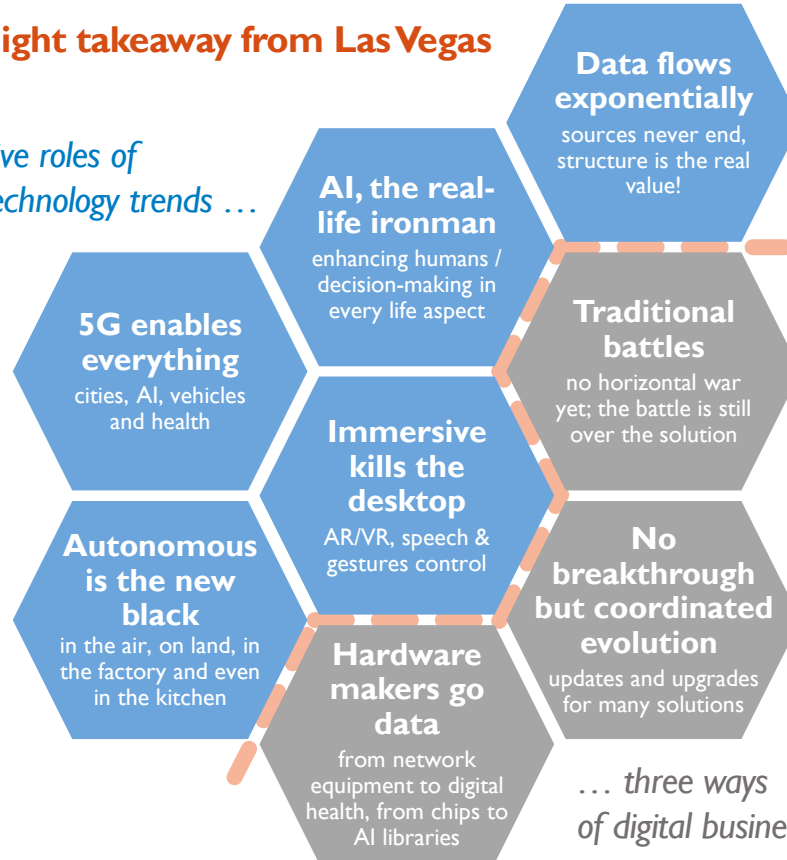 ight takeaway from Las Vegas
ve roles of
echnology trends …
Data flows
exponentially
sources never end,
structure is the real
value!
AI, the real-
life ironman
enhancing humans /
decision-making in
every life aspect
5G enables
everything
cities, AI, vehicles
and health
Traditional
battles
no horizontal war
yet; the battle is still
over the solution
Immersive
kills the
desktop
AR/VR, speech &
gestures control
Autonomous
is the new
black
in the air, on land, in
the factory and even
in the kitchen
No
breakthrough
but coordinated
evolution
updates and upgrades
for many solutions
Hardware
makers go
data
from network
equipment to digital
health, from chips to
AI libraries
… three ways
of digital busine